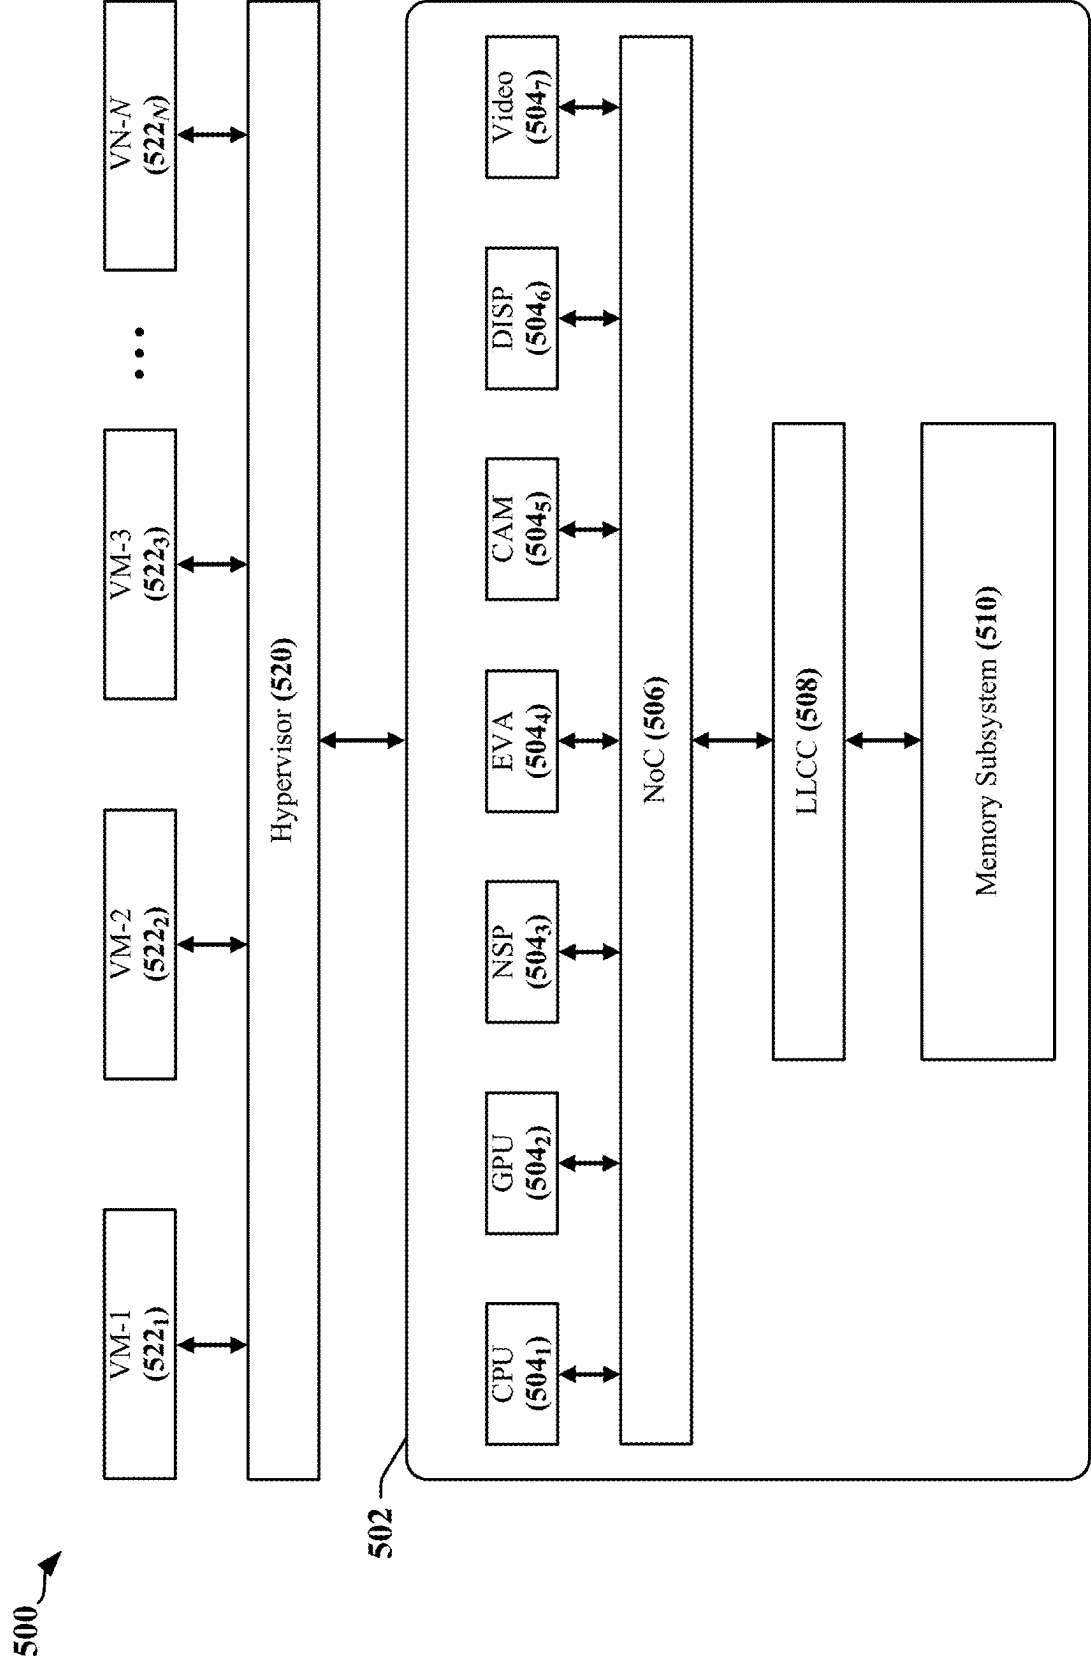 500
VM-1
(522₁)
VM-2
(522₂)
VM-3
(522₃)
• • •
VN-N
(522N)
Hypervisor (520)
502
CPU
(504₁)
GPU
(504₂)
NSP
(504₃)
EVA
(504₄)
CAM
(504₅)
DISP
(504₆)
Video
(504₇)
NoC (506)
LLCC (508)
Memory Subsystem (510)